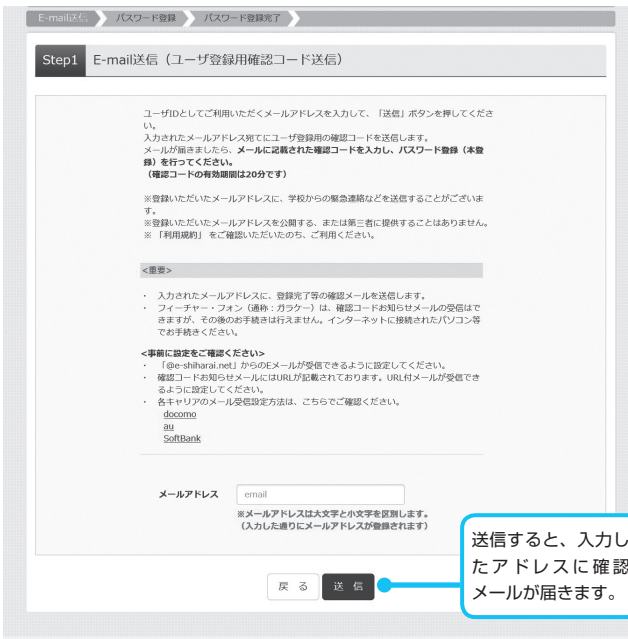 E-mail送信 パスワード登録 パスワード登録完了
Step1 E-mail送信（ユーザ登録用確認コード送信）
ユーザIDとしてご利用いただくメールアドレスを入力して、「送信」ボタンを押してくださ
い。
入力されたメールアドレス宛てにユーザ登録用の確認コードを送信します。
メールが届きましたら、メールに記載された確認コードを入力し、パスワード登録（本登
録）を行ってください。
（確認コードの有効期間は20分です）
※登録いただいたメールアドレスに、学校からの緊急連絡などを送信することがございま
す。
※登録いただいたメールアドレスを公開する、または第三者に提供することはありません。
※ 「利用規約」 をご確認いただいたのち、ご利用ください。
<重要>
・ 入力されたメールアドレスに、登録完了等の確認メールを送信します。
・ フィーチャー・フォン（通称：ガラケー）は、確認コードお知らせメールの受信はで
きますが、その後のお手続きは行えません。インターネットに接続されたパソコン等
でお手続きください。
<事前に設定をご確認ください>
・ 「@e-shiharai.net」からのEメールが受信できるように設定してください。
・ 確認コードお知らせメールにはURLが記載されております。URL付メールが受信でき
るように設定してください。
・ 各キャリアのメール受信設定方法は、こちらでご確認ください。
docomo
au
SoftBank
メールアドレス email
※メールアドレスは大文字と小文字を区別します。
（入力した通りにメールアドレスが登録されます）
戻 る 送 信
送信すると、入力し
たアドレスに確認
メールが届きます。